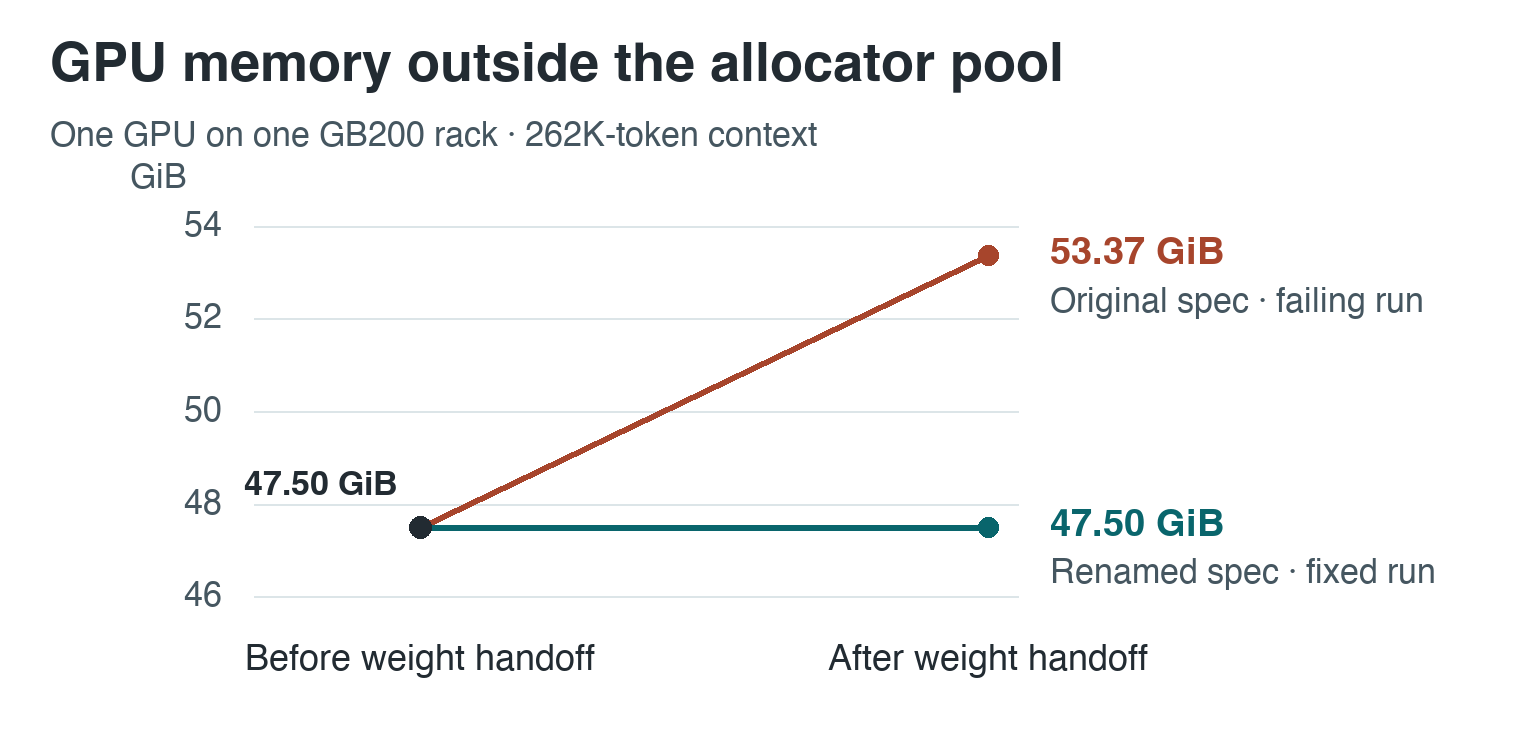 GPU memory outside the allocator pool
One GPU on one GB200 rack · 262K-token context
GiB
54
53.37 GiB
Original spec · failing run
52
50
47.50 GiB
48
47.50 GiB
Renamed spec · fixed run
46
Before weight handoff
After weight handoff